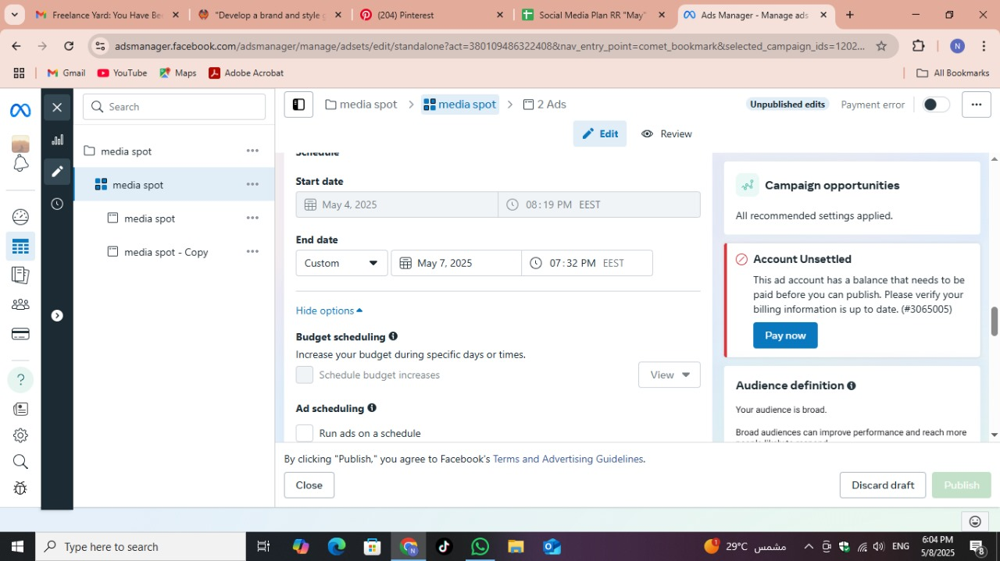 Freelance Yard: You Have Be
"Develop a brand and style g
(204) Pinterest
Social Media Plan RR "May"
Ads Manager - Manage ads
adsmanager.facebook.com/adsmanager/manage/adsets/edit/standalone?act=380109486322408&nav_entry_point=comet_bookmark&selected_campaign_ids=1202...
N
Gmail
YouTube
Maps
Adobe Acrobat
All Bookmarks
Search
media spot
media spot
2 Ads
Unpublished edits
Payment error
Edit
Review
media spot
media spot
media spot
media spot - Copy
Schedule
Start date
May 4, 2025
08:19 PM EEST
End date
Custom
May 7, 2025
07:32 PM EEST
Hide options
Budget scheduling
Increase your budget during specific days or times.
Schedule budget increases
View
Ad scheduling
Run ads on a schedule
Campaign opportunities
All recommended settings applied.
Account Unsettled
This ad account has a balance that needs to
be paid before you can publish. Please verify your
billing information is up to date. (#3065005)
Pay now
Audience definition
Your audience is broad.
Broad audiences can improve performance and reach more
By clicking "Publish," you agree to Facebook's Terms and Advertising Guidelines.
Close
Discard draft
Publish
Type here to search
1
29°C مشمس
ENG
6:04 PM
5/8/2025
8